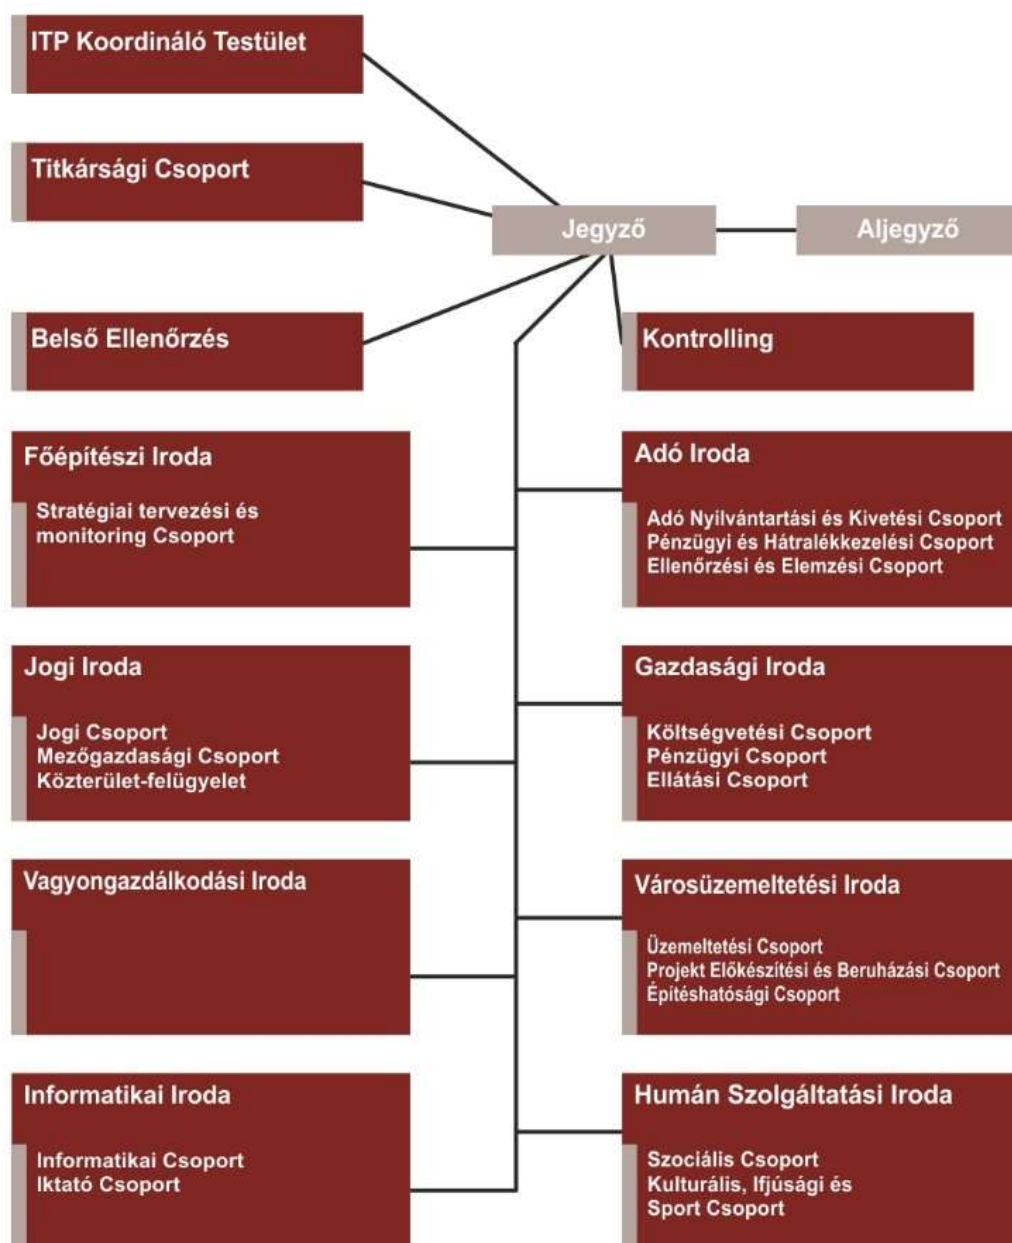 ITP Koordináló Testület
Titkársági Csoport
Jegyző
Aljegyző
Belső Ellenőrzés
Kontrolling
Főépítészi Iroda
Stratégiai tervezési és
monitoring Csoport
Adó Iroda
Adó Nyilvántartási és Kivetési Csoport
Pénzügyi és Hátralékkezelési Csoport
Ellenőrzési és Elemzési Csoport
Jogi Iroda
Jogi Csoport
Mezőgazdasági Csoport
Közterület-felügyelet
Gazdasági Iroda
Költségvetési Csoport
Pénzügyi Csoport
Ellátási Csoport
Vagyongazdálkodási Iroda
Városüzemeltetési Iroda
Üzemeltetési Csoport
Projekt Előkészítési és Beruházási Csoport
Építéshatósági Csoport
Informatikai Iroda
Informatikai Csoport
Iktató Csoport
Humán Szolgáltatási Iroda
Szociális Csoport
Kulturális, Ifjúsági és
Sport Csoport